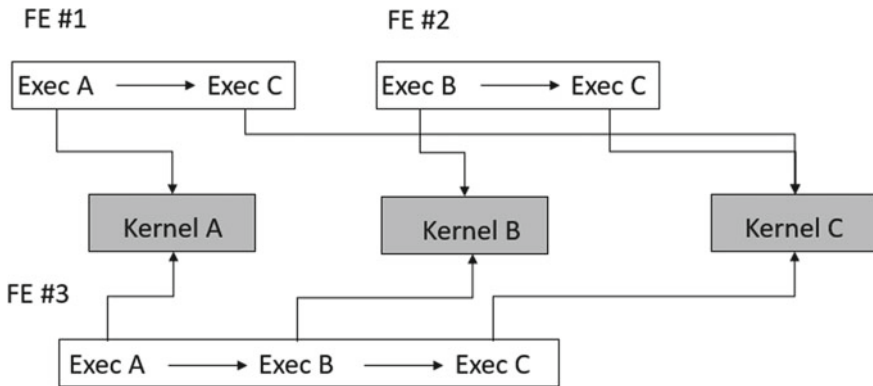 FE #1
FE #2
Exec A Exec C
Exec B Exec C
Kernel A
Kernel B
Kernel C
FE #3
Exec A Exec B Exec C